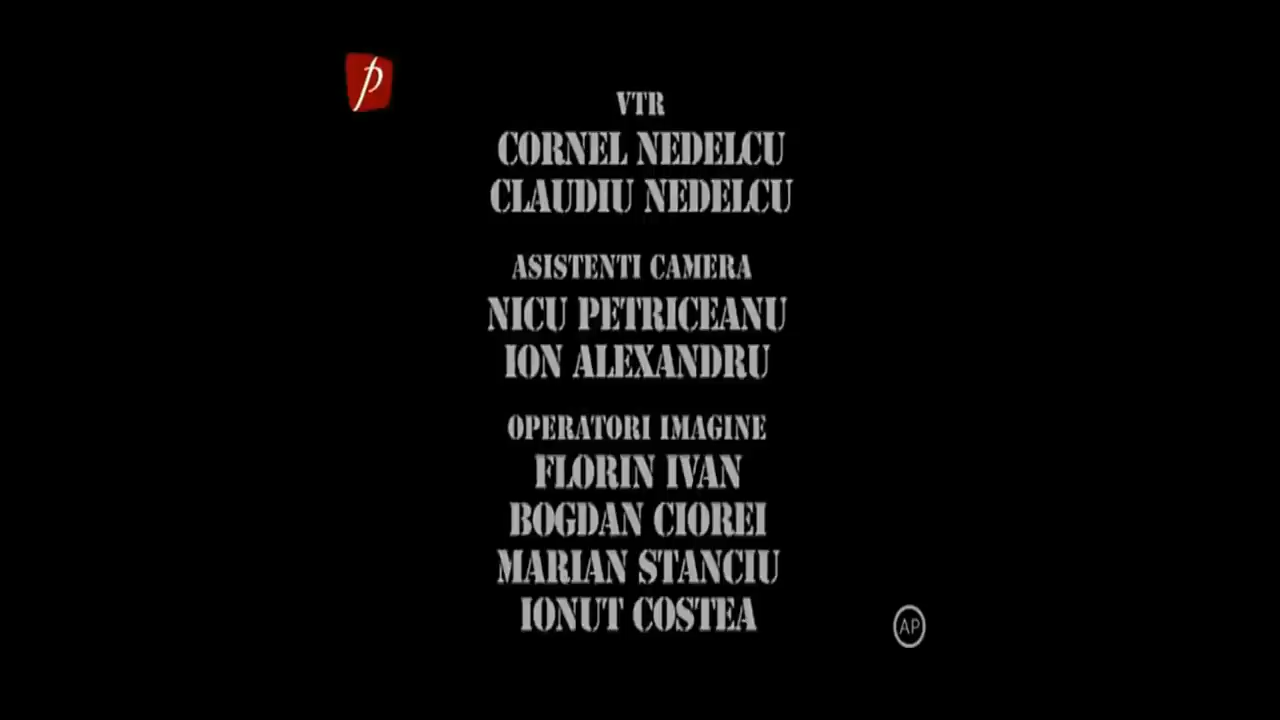 p
VTR
CORNEL NEDELCU
CLAUDIU NEDELCU
ASISTENTI CAMERA
NICU PETRICEANU
ION ALEXANDRU
OPERATORI IMAGINE
FLORIN IVAN
BOGDAN CIOREI
MARIAN STANCIU
IONUT COSTEA
AP